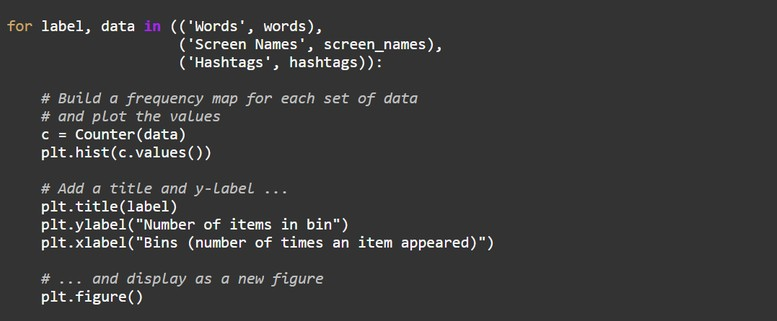 for label, data in (('Words', words),
                    ('Screen Names', screen_names),
                    ('Hashtags', hashtags)):
    # Build a frequency map for each set of data
    # and plot the values
    c = Counter(data)
    plt.hist(c.values())
    # Add a title and y-label ...
    plt.title(label)
    plt.ylabel("Number of items in bin")
    plt.xlabel("Bins (number of times an item appeared)")
    # ... and display as a new figure
    plt.figure()